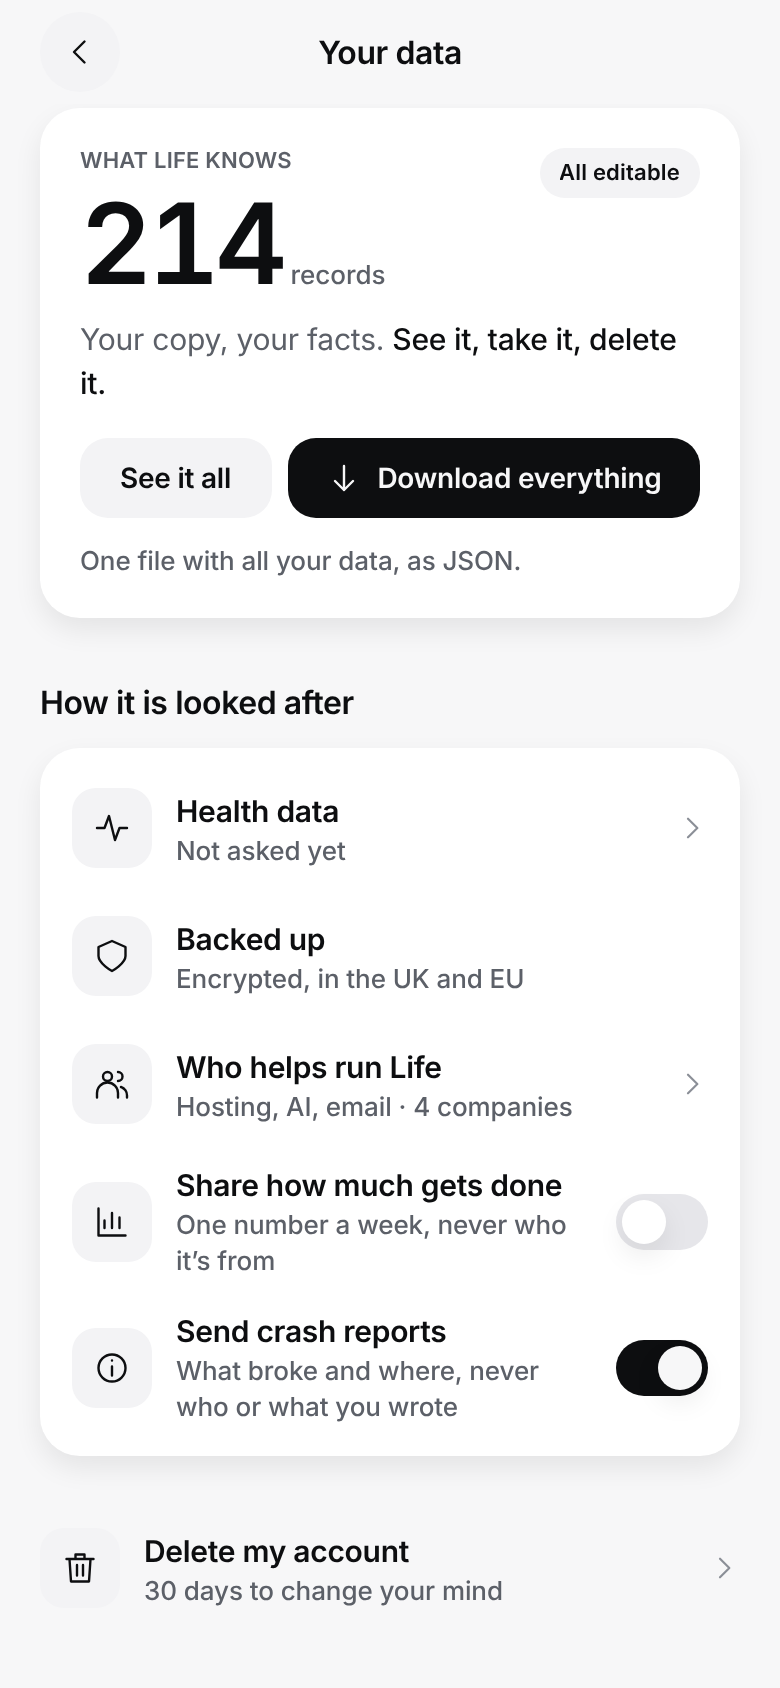 Your data
WHAT LIFE KNOWS
All editable
214 records
Your copy, your facts. See it, take it, delete
it.
See it all
Download everything
One file with all your data, as JSON.
How it is looked after
Health data
Not asked yet
Backed up
Encrypted, in the UK and EU
Who helps run Life
Hosting, AI, email · 4 companies
Share how much gets done
One number a week, never who
it’s from
Send crash reports
What broke and where, never
who or what you wrote
Delete my account
30 days to change your mind